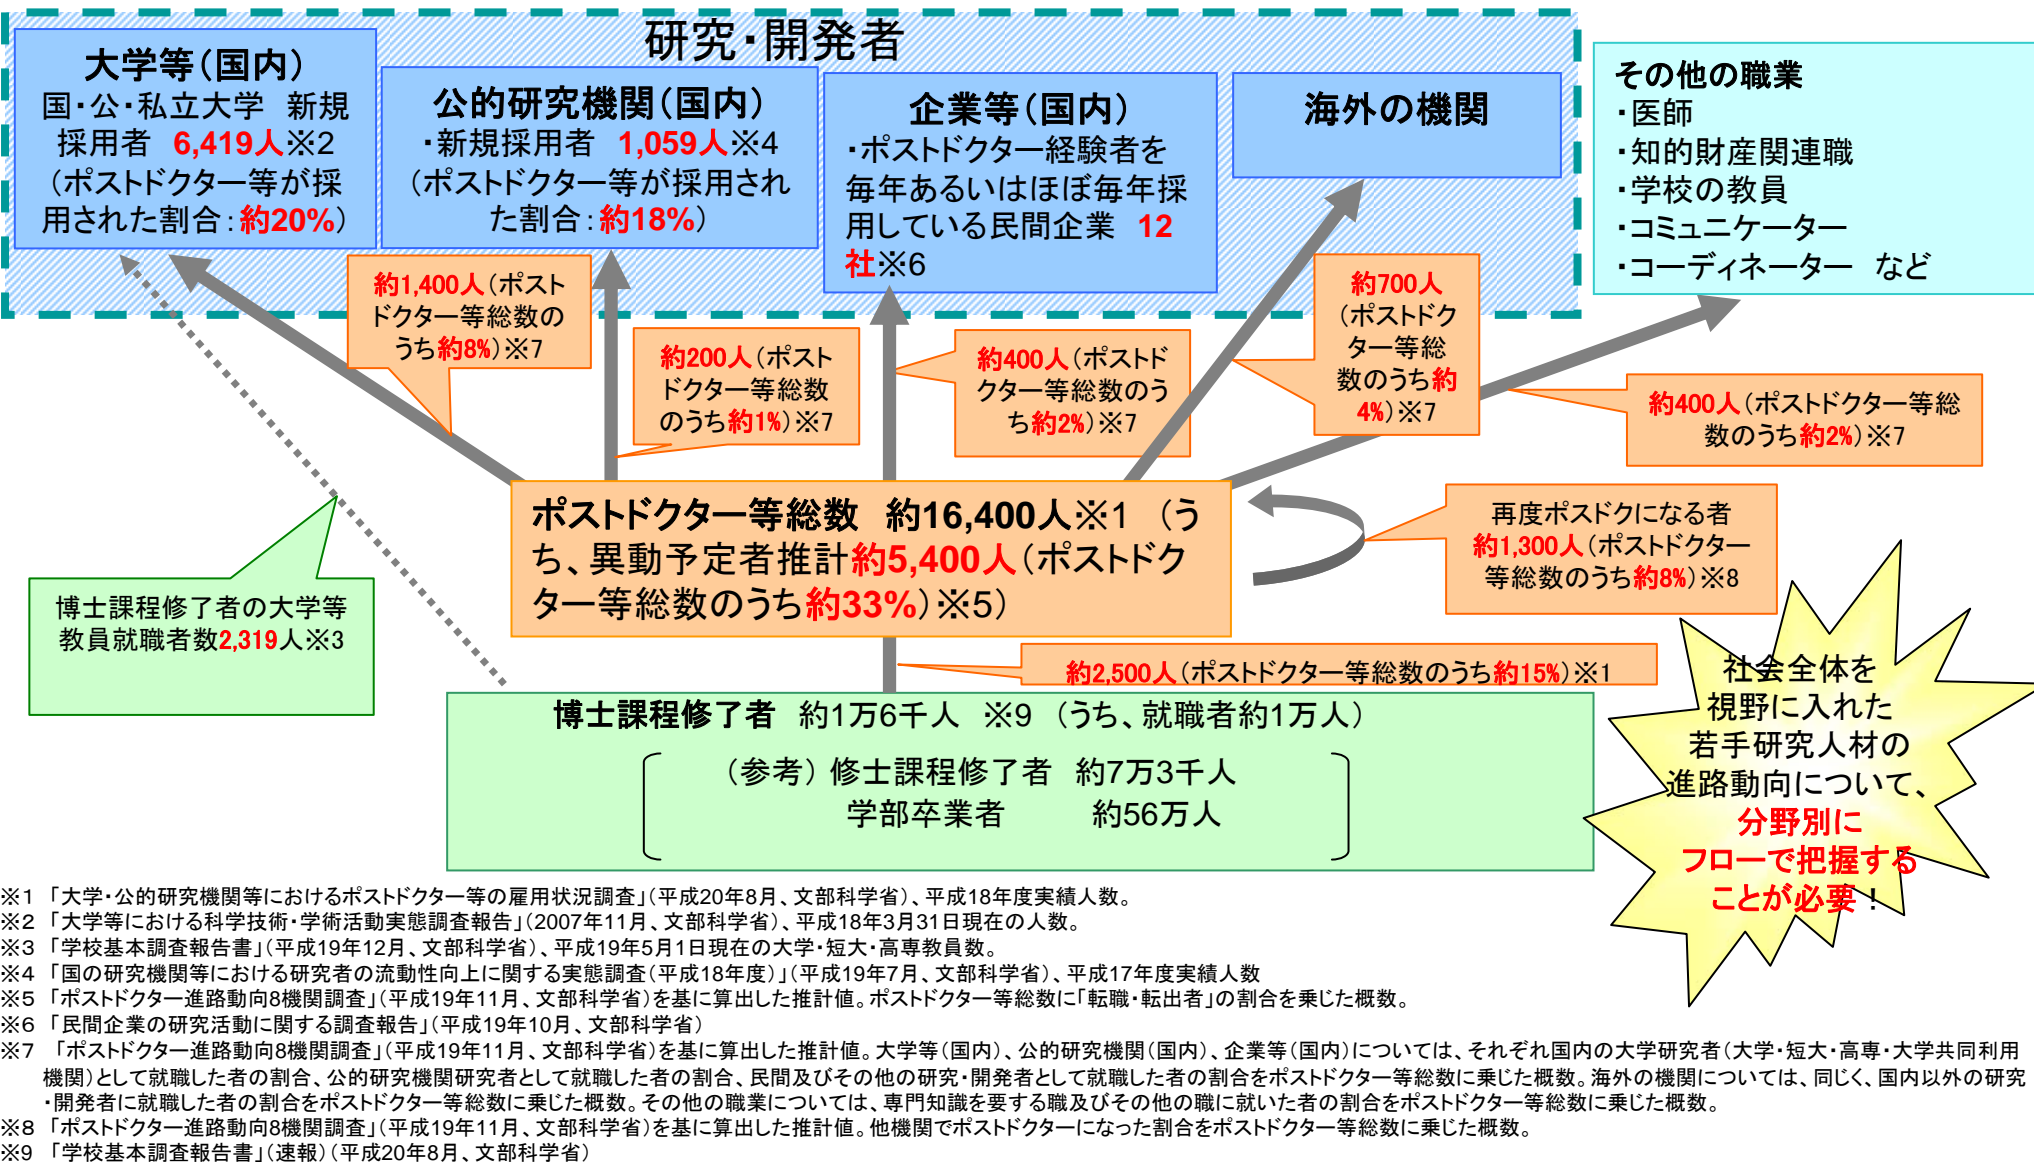 研究・開発者
大学等（国内）
国・公・私立大学　新規
採用者　6,419人※2
（ポストドクター等が採
用された割合：約20%）
公的研究機関（国内）
・新規採用者　1,059人※4
（ポストドクター等が採用され
た割合：約18%）
企業等（国内）
・ポストドクター経験者を
毎年あるいはほぼ毎年採
用している民間企業　12
社※6
海外の機関
その他の職業
・医師
・知的財産関連職
・学校の教員
・コミュニケーター
・コーディネーター　など
約1,400人（ポスト
ドクター等総数の
うち約8%）※7
約200人（ポスト
ドクター等総数
のうち約1%）※7
約400人（ポストド
クター等総数のう
ち約2%）※7
約700人
（ポストドク
ター等総
数のうち約
4%）※7
約400人（ポストドクター等総
数のうち約2%）※7
ポストドクター等総数　約16,400人※1　（う
ち、異動予定者推計約5,400人（ポストドク
ター等総数のうち約33%）※5）
再度ポスドクになる者
約1,300人（ポストドクター
等総数のうち約8%）※8
博士課程修了者の大学等
教員就職者数2,319人※3
約2,500人（ポストドクター等総数のうち約15%）※1
博士課程修了者　約1万6千人　※9　（うち、就職者約1万人）
（参考）修士課程修了者　約7万3千人
学部卒業者　　　約56万人
社会全体を
視野に入れた
若手研究人材の
進路動向について、
分野別に
フローで把握する
ことが必要！
※1　「大学・公的研究機関等におけるポストドクター等の雇用状況調査」（平成20年8月、文部科学省）、平成18年度実績人数。
※2　「大学等における科学技術・学術活動実態調査報告」（2007年11月、文部科学省）、平成18年3月31日現在の人数。
※3　「学校基本調査報告書」（平成19年12月、文部科学省）、平成19年5月1日現在の大学・短大・高専教員数。
※4　「国の研究機関等における研究者の流動性向上に関する実態調査（平成18年度）」（平成19年7月、文部科学省）、平成17年度実績人数
※5　「ポストドクター進路動向8機関調査」（平成19年11月、文部科学省）を基に算出した推計値。ポストドクター等総数に「転職・転出者」の割合を乗じた概数。
※6　「民間企業の研究活動に関する調査報告」（平成19年10月、文部科学省）
※7　「ポストドクター進路動向8機関調査」（平成19年11月、文部科学省）を基に算出した推計値。大学等（国内）、公的研究機関（国内）、企業等（国内）については、それぞれ国内の大学研究者（大学・短大・高専・大学共同利用
機関）として就職した者の割合、公的研究機関研究者として就職した者の割合、民間及びその他の研究・開発者として就職した者の割合をポストドクター等総数に乗じた概数。海外の機関については、同じく、国内以外の研究
・開発者に就職した者の割合をポストドクター等総数に乗じた概数。その他の職業については、専門知識を要する職及びその他の職に就いた者の割合をポストドクター等総数に乗じた概数。
※8　「ポストドクター進路動向8機関調査」（平成19年11月、文部科学省）を基に算出した推計値。他機関でポストドクターになった割合をポストドクター等総数に乗じた概数。
※9　「学校基本調査報告書」（速報）（平成20年8月、文部科学省）